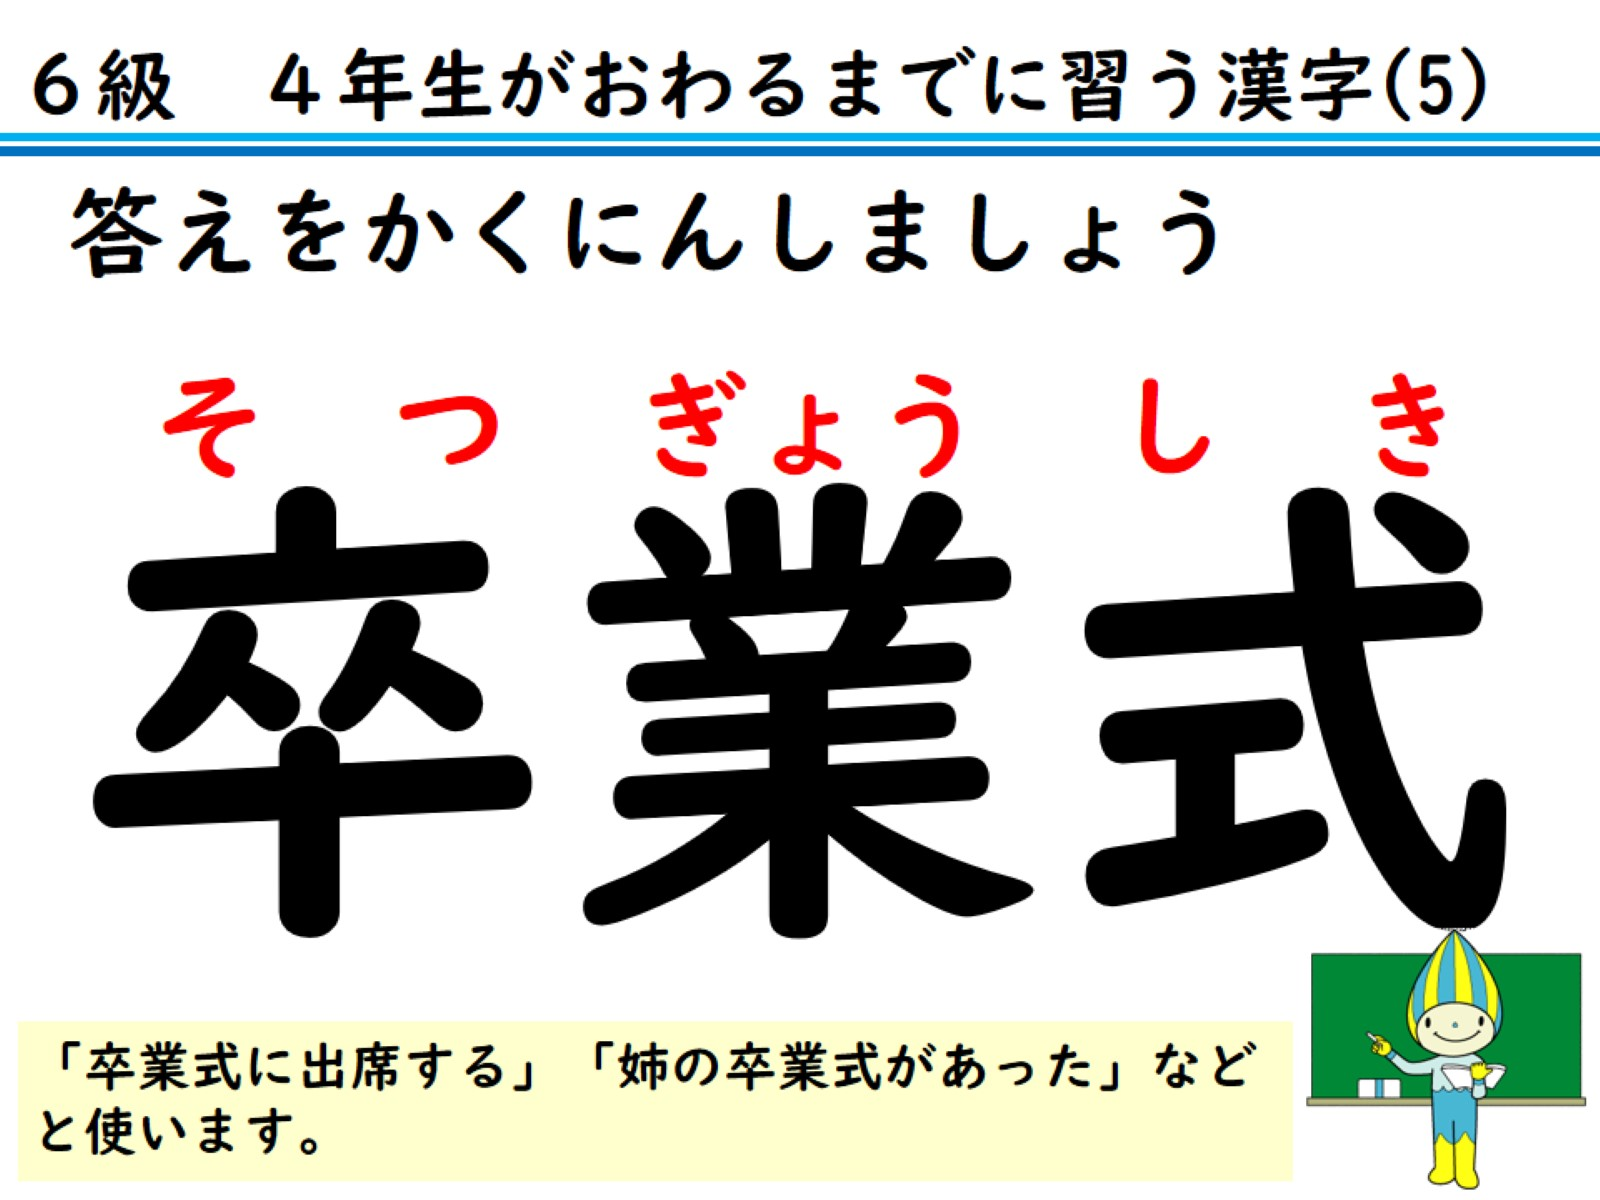 ６級　４年生がおわるまでに習う漢字(5)
答えをかくにんしましょう
そつ ぎょう しき
卒業式
「卒業式に出席する」「姉の卒業式があった」など
と使います。